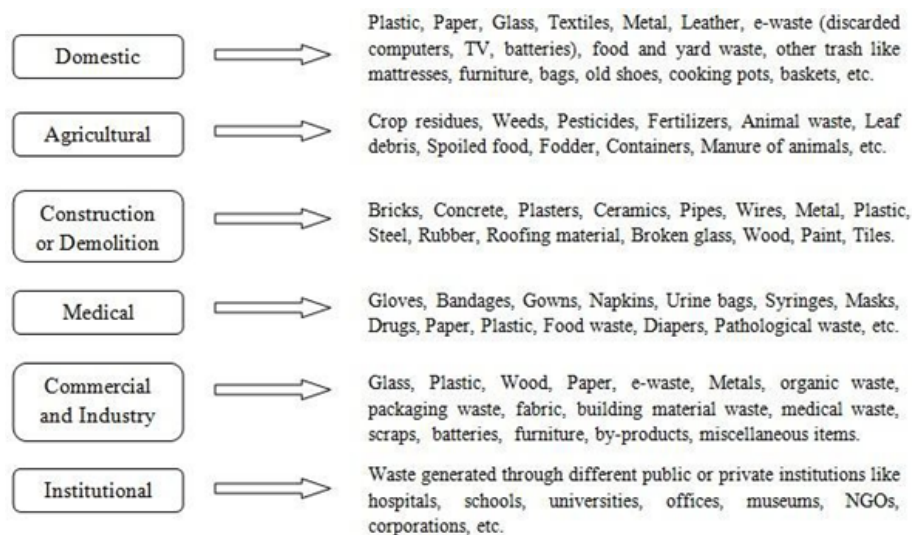 Domestic
Plastic, Paper, Glass, Textiles, Metal, Leather, e-waste (discarded
computers, TV, batteries), food and yard waste, other trash like
mattresses, furniture, bags, old shoes, cooking pots, baskets, etc.
Agricultural
Crop residues, Weeds, Pesticides, Fertilizers, Animal waste, Leaf
debris, Spoiled food, Fodder, Containers, Manure of animals, etc.
Construction
or Demolition
Bricks, Concrete, Plasters, Ceramics, Pipes, Wires, Metal, Plastic,
Steel, Rubber, Roofing material, Broken glass, Wood, Paint, Tiles.
Medical
Gloves, Bandages, Gowns, Napkins, Urine bags, Syringes, Masks,
Drugs, Paper, Plastic, Food waste, Diapers, Pathological waste, etc.
Commercial
and Industry
Glass, Plastic, Wood, Paper, e-waste, Metals, organic waste,
packaging waste, fabric, building material waste, medical waste,
scraps, batteries, furniture, by-products, miscellaneous items.
Institutional
Waste generated through different public or private institutions like
hospitals, schools, universities, offices, museums, NGOs,
corporations, etc.